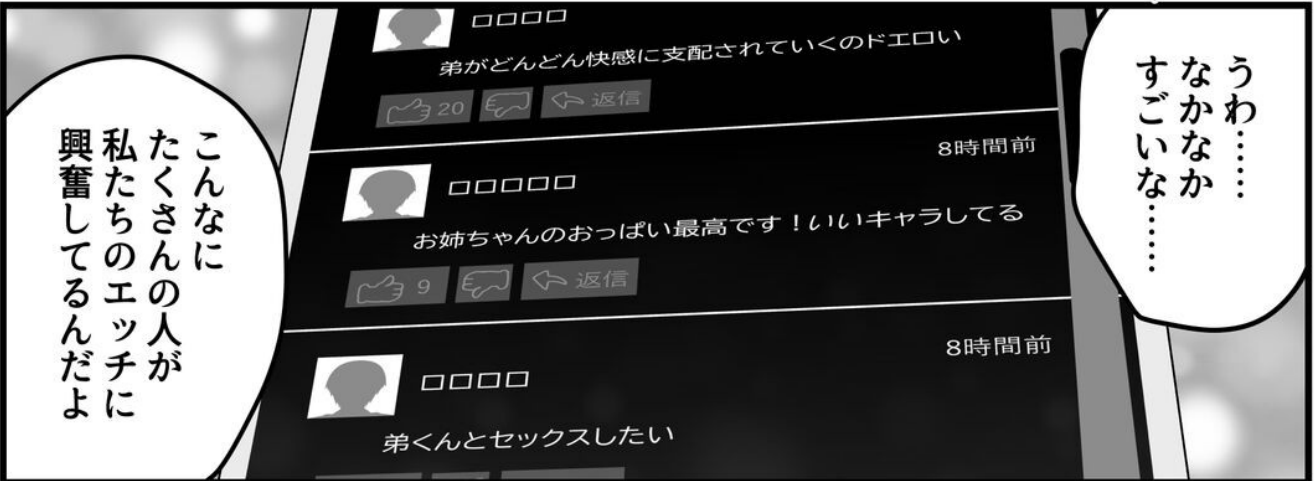 うわ……
なかなか
すごいな……
□□□□
弟がどんどん快感に支配されていくのドエロい
20
返信
8時間前
□□□□□
お姉ちゃんのおっぱい最高です！いいキャラしてる
9
返信
8時間前
□□□□
弟くんとセックスしたい
こんなに
たくさんの人が
私たちのエッチに
興奮してるんだよ